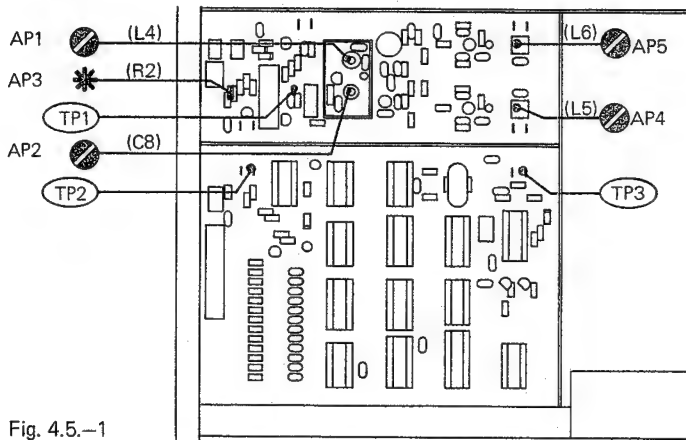 AP1 (L4) (L6) AP5
AP3 (R2)
TP1 (L5) AP4
AP2 (C8)
TP2 TP3
Fig. 4.5.—1